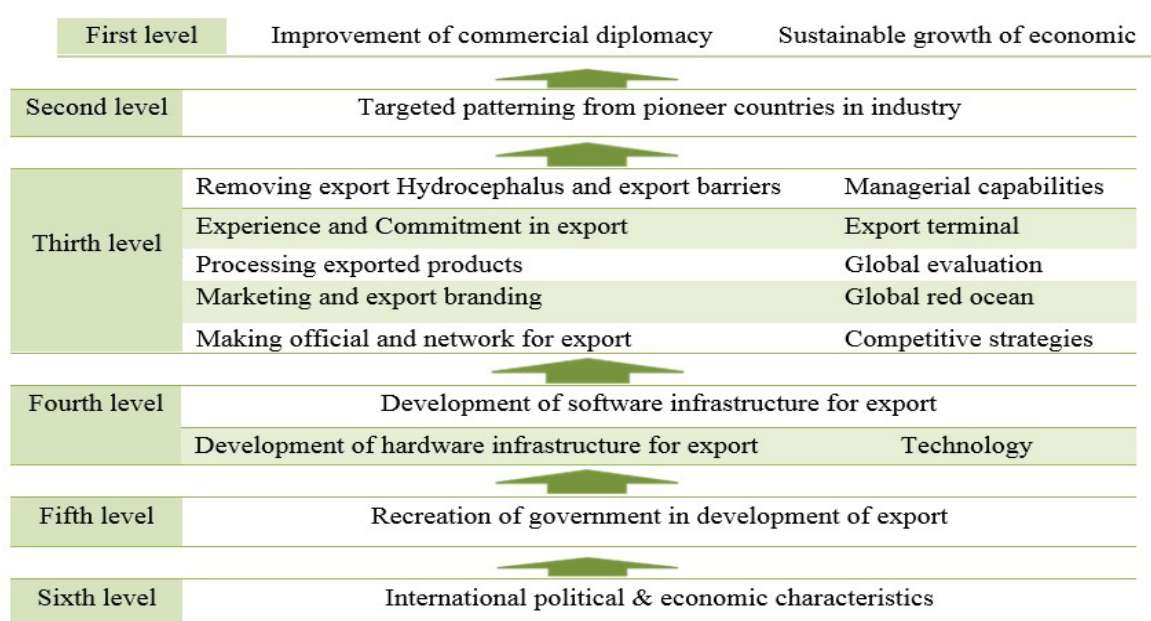 First level Improvement of commercial diplomacy Sustainable growth of economic
Second level Targeted patterning from pioneer countries in industry
Removing export Hydrocephalus and export barriers Managerial capabilities
Experience and Commitment in export Export terminal
Thirth level
Processing exported products Global evaluation
Marketing and export branding Global red ocean
Making official and network for export Competitive strategies
Fourth level Development of software infrastructure for export
Development of hardware infrastructure for export Technology
Fifth level Recreation of government in development of export
Sixth level International political & economic characteristics